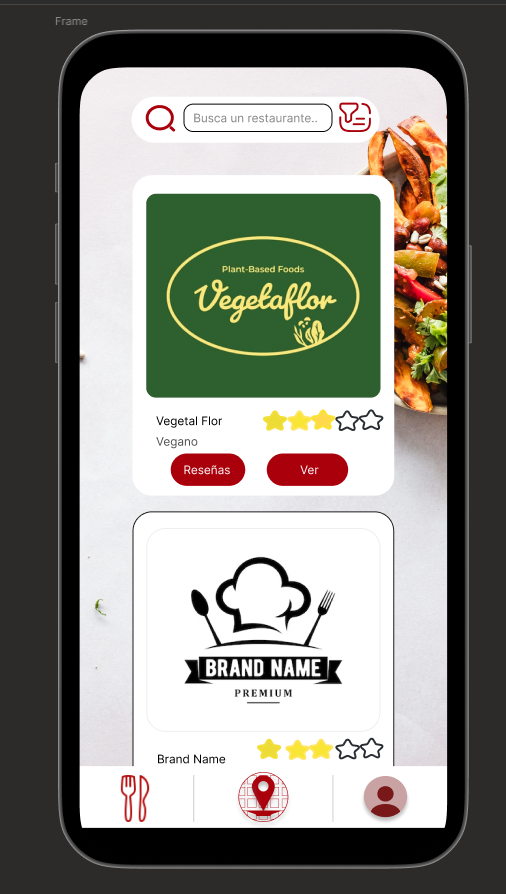 Frame
Busca un restaurante..
Plant-Based Foods
Vegetaflor
Vegetal Flor
Vegano
Reseñas
Ver
BRAND NAME
PREMIUM
Brand Name